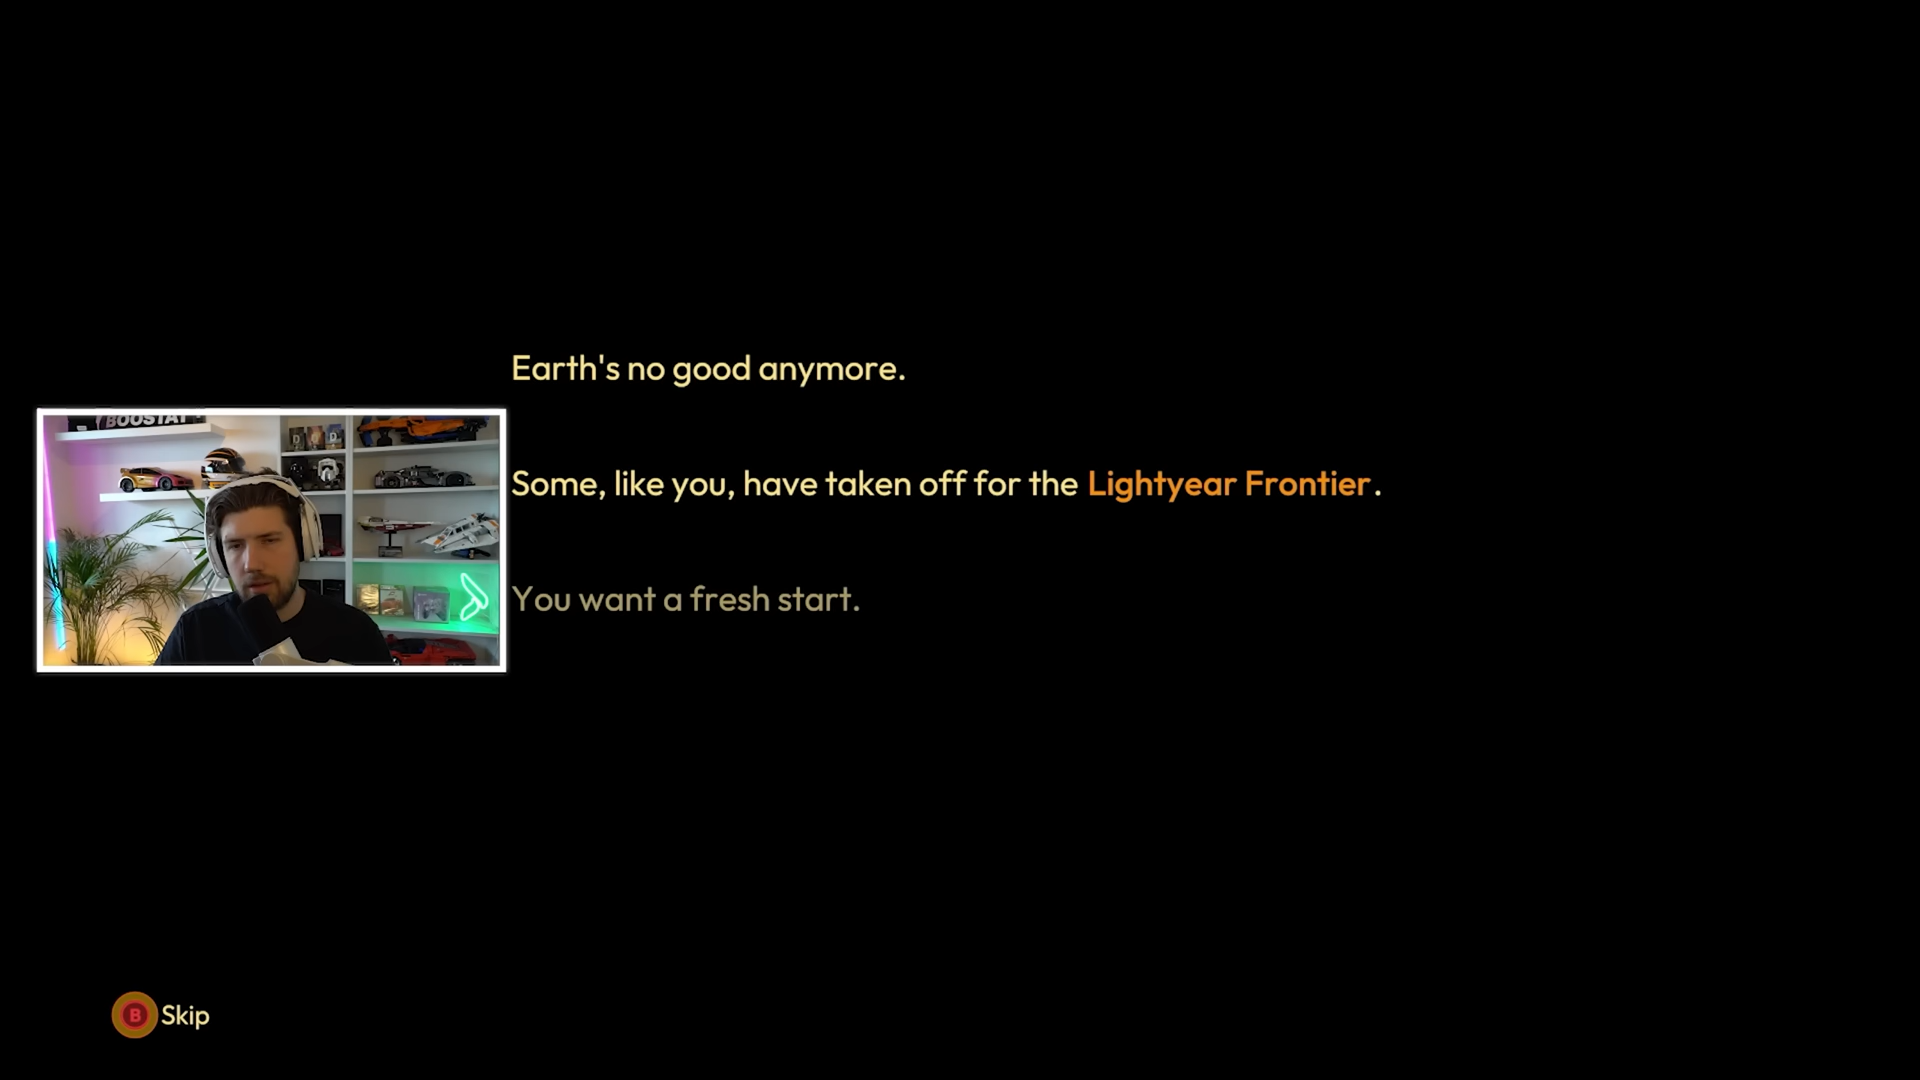 Earth's no good anymore.
BOOSTAY
D O D
Some, like you, have taken off for the Lightyear Frontier.
You want a fresh start.
B Skip